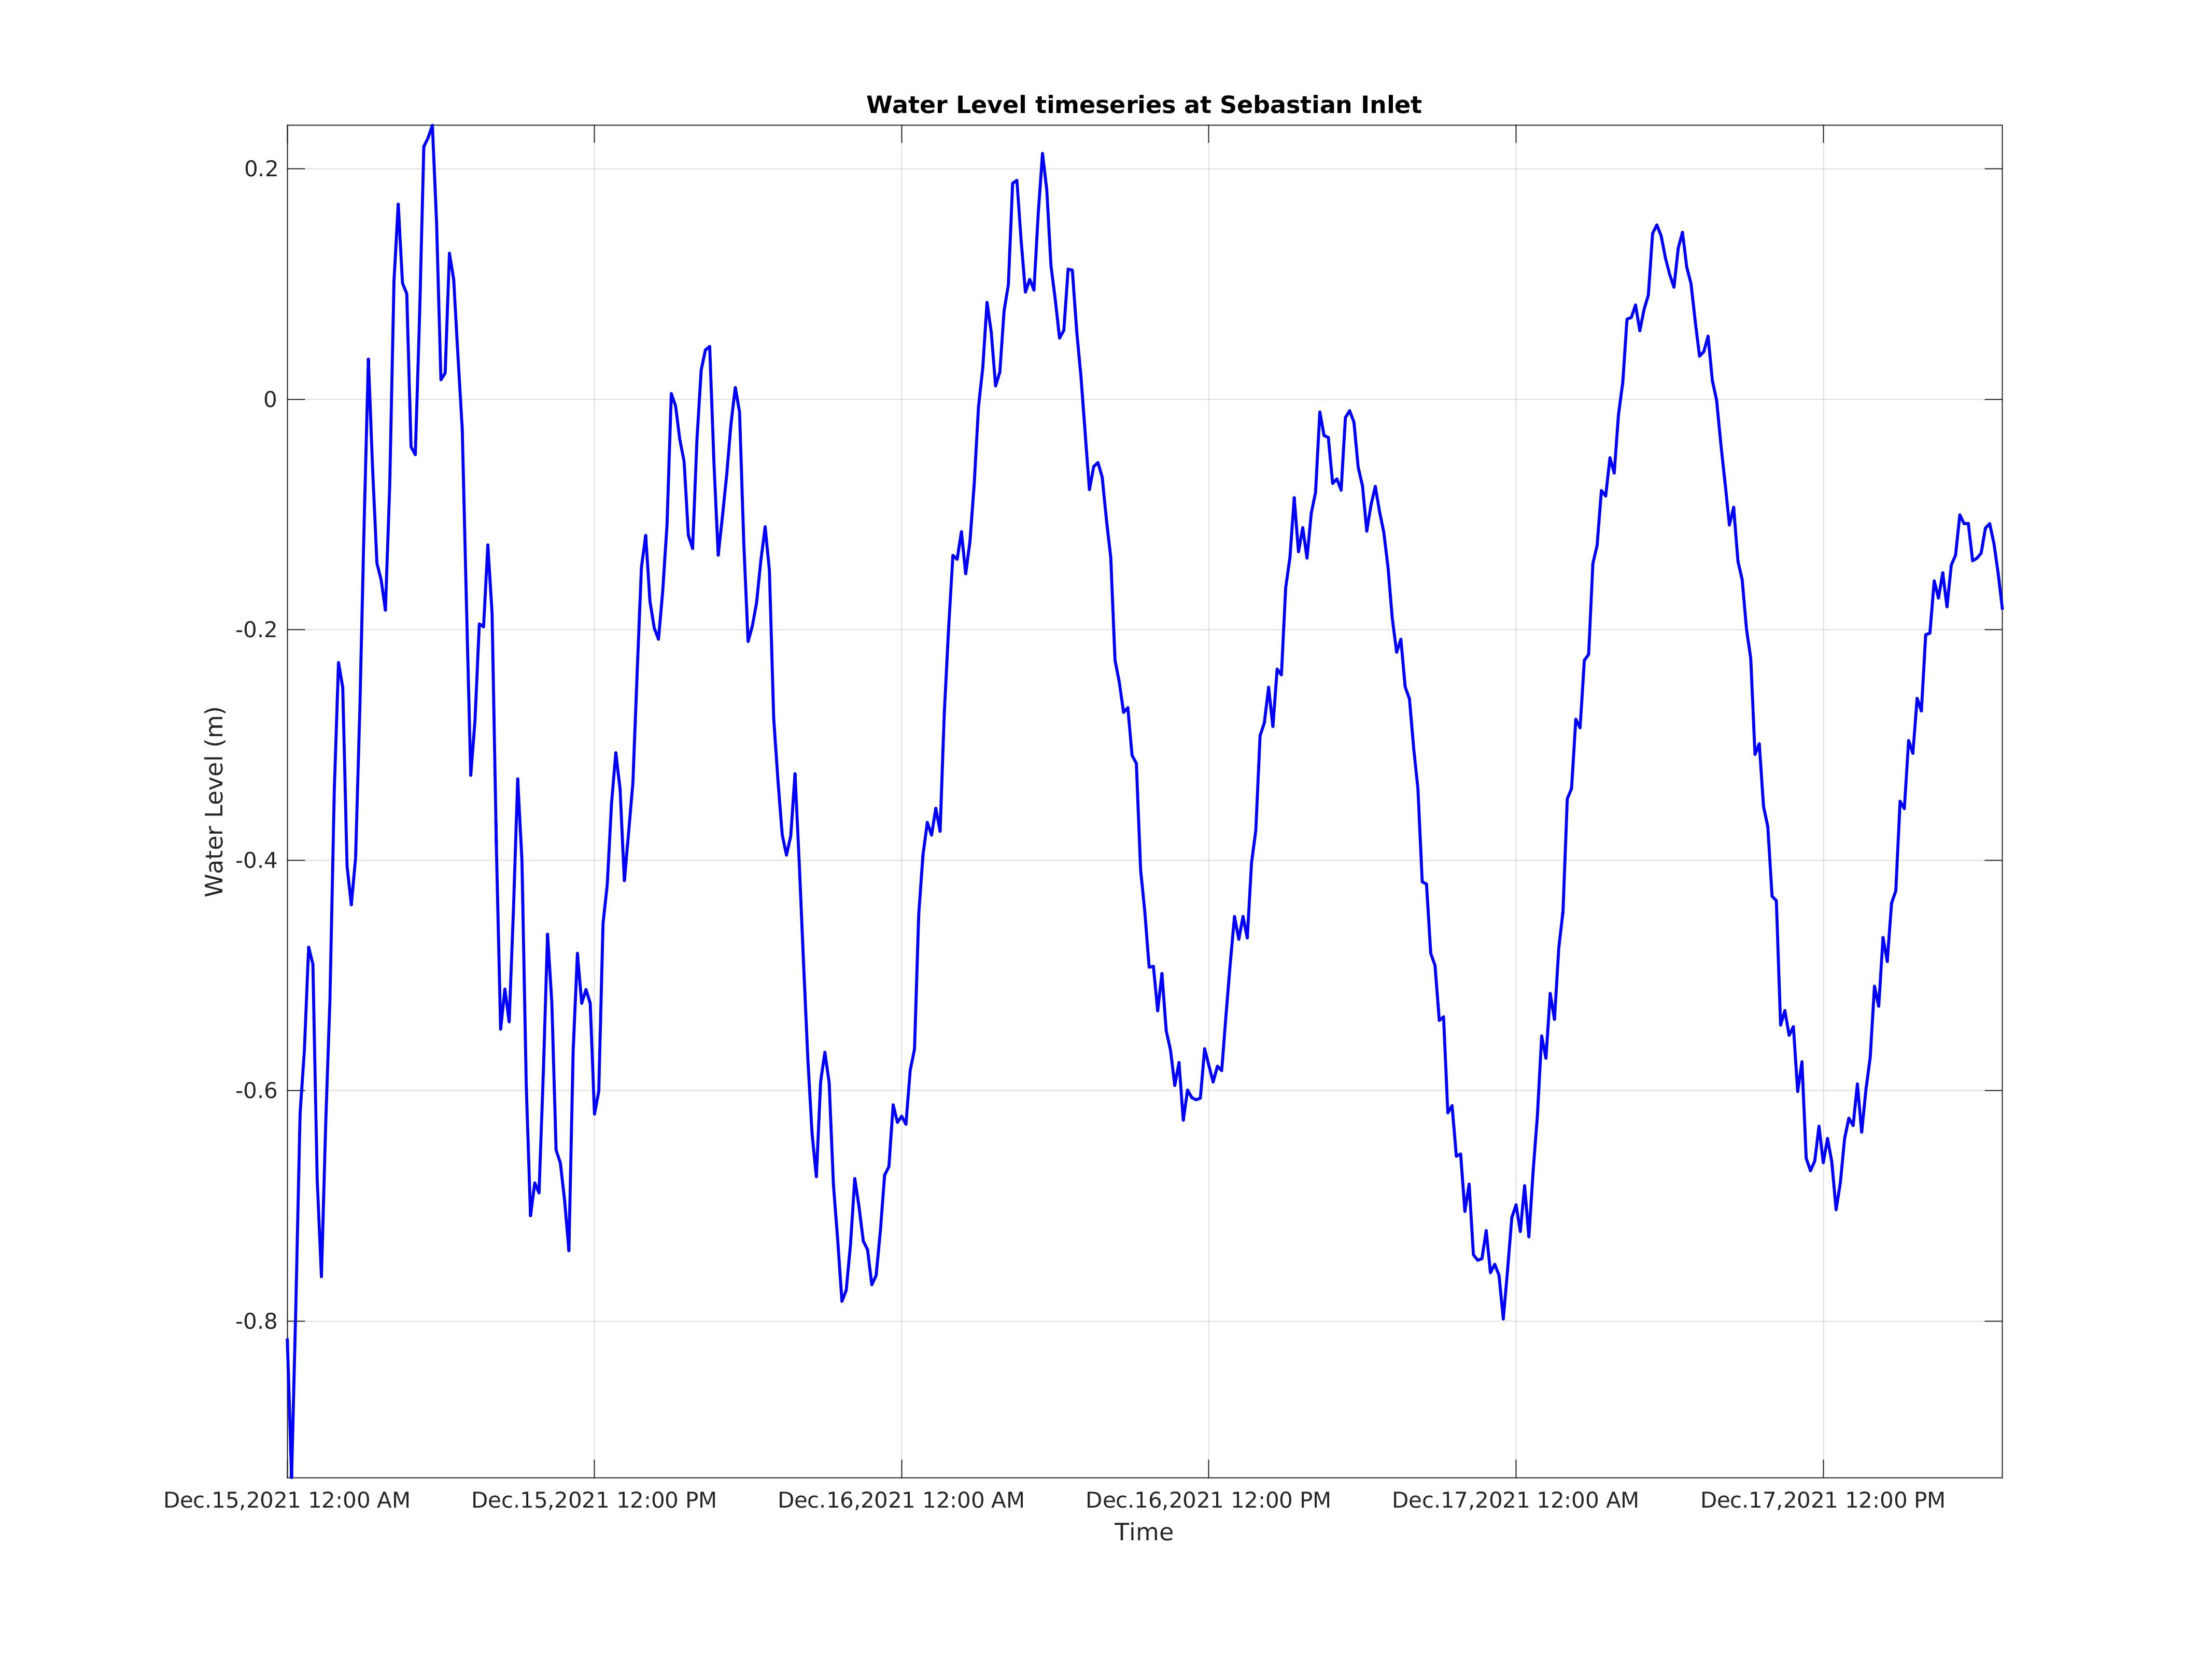 Water Level timeseries at Sebastian Inlet
0.2
0
-0.2
-0.4
-0.6
-0.8
Water Level (m)
Dec.15,2021 12:00 AM
Dec.15,2021 12:00 PM
Dec.16,2021 12:00 AM
Dec.16,2021 12:00 PM
Dec.17,2021 12:00 AM
Dec.17,2021 12:00 PM
Time